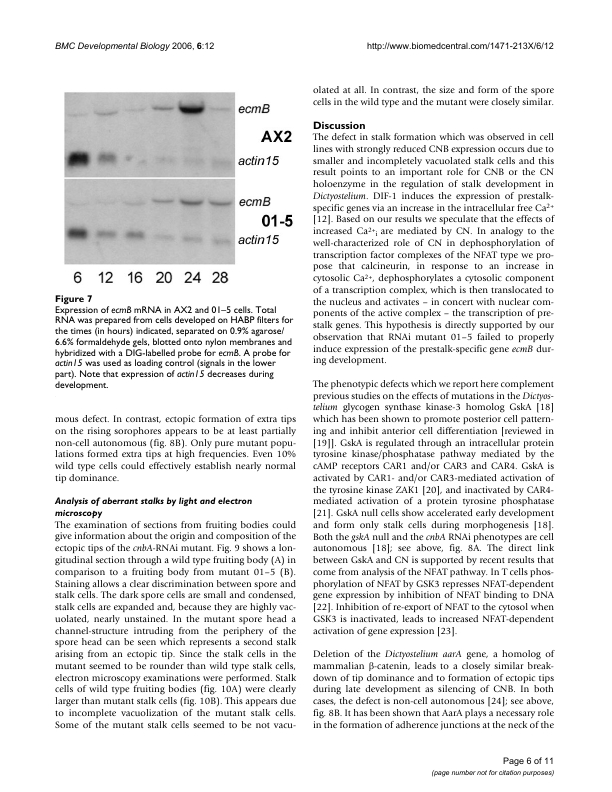 BMC Developmental Biology 2006, 6:12
http://www.biomedcentral.com/1471-213X/6/12
ecmB
AX2
actin15
ecmB
01-5
actin15
6 12 16 20 24 28
Figure 7
Expression of ecmB mRNA in AX2 and 01–5 cells. Total
RNA was prepared from cells developed on HABP filters for
the times (in hours) indicated, separated on 0.9% agarose/
6.6% formaldehyde gels, blotted onto nylon membranes and
hybridized with a DIG-labelled probe for ecmB. A probe for
actin15 was used as loading control (signals in the lower
part). Note that expression of actin15 decreases during
development.
mous defect. In contrast, ectopic formation of extra tips
on the rising sorophores appears to be at least partially
non-cell autonomous (fig. 8B). Only pure mutant popu-
lations formed extra tips at high frequencies. Even 10%
wild type cells could effectively establish nearly normal
tip dominance.
Analysis of aberrant stalks by light and electron
microscopy
The examination of sections from fruiting bodies could
give information about the origin and composition of the
ectopic tips of the cnbA-RNAi mutant. Fig. 9 shows a lon-
gitudinal section through a wild type fruiting body (A) in
comparison to a fruiting body from mutant 01–5 (B).
Staining allows a clear discrimination between spore and
stalk cells. The dark spore cells are small and condensed,
stalk cells are expanded and, because they are highly vac-
uolated, nearly unstained. In the mutant spore head a
channel-structure intruding from the periphery of the
spore head can be seen which represents a second stalk
arising from an ectopic tip. Since the stalk cells in the
mutant seemed to be rounder than wild type stalk cells,
electron microscopy examinations were performed. Stalk
cells of wild type fruiting bodies (fig. 10A) were clearly
larger than mutant stalk cells (fig. 10B). This appears due
to incomplete vacuolization of the mutant stalk cells.
Some of the mutant stalk cells seemed to be not vacu-
olated at all. In contrast, the size and form of the spore
cells in the wild type and the mutant were closely similar.
Discussion
The defect in stalk formation which was observed in cell
lines with strongly reduced CNB expression occurs due to
smaller and incompletely vacuolated stalk cells and this
result points to an important role for CNB or the CN
holoenzyme in the regulation of stalk development in
Dictyostelium. DIF-1 induces the expression of prestalk-
specific genes via an increase in the intracellular free Ca²⁺
[12]. Based on our results we speculate that the effects of
increased Ca²⁺ᵢ are mediated by CN. In analogy to the
well-characterized role of CN in dephosphorylation of
transcription factor complexes of the NFAT type we pro-
pose that calcineurin, in response to an increase in
cytosolic Ca²⁺, dephosphorylates a cytosolic component
of a transcription complex, which is then translocated to
the nucleus and activates – in concert with nuclear com-
ponents of the active complex – the transcription of pre-
stalk genes. This hypothesis is directly supported by our
observation that RNAi mutant 01–5 failed to properly
induce expression of the prestalk-specific gene ecmB dur-
ing development.
The phenotypic defects which we report here complement
previous studies on the effects of mutations in the Dictyos-
telium glycogen synthase kinase-3 homolog GskA [18]
which has been shown to promote posterior cell pattern-
ing and inhibit anterior cell differentiation [reviewed in
[19]]. GskA is regulated through an intracellular protein
tyrosine kinase/phosphatase pathway mediated by the
cAMP receptors CAR1 and/or CAR3 and CAR4. GskA is
activated by CAR1- and/or CAR3-mediated activation of
the tyrosine kinase ZAK1 [20], and inactivated by CAR4-
mediated activation of a protein tyrosine phosphatase
[21]. GskA null cells show accelerated early development
and form only stalk cells during morphogenesis [18].
Both the gskA null and the cnbA RNAi phenotypes are cell
autonomous [18]; see above, fig. 8A. The direct link
between GskA and CN is supported by recent results that
come from analysis of the NFAT pathway. In T cells phos-
phorylation of NFAT by GSK3 represses NFAT-dependent
gene expression by inhibition of NFAT binding to DNA
[22]. Inhibition of re-export of NFAT to the cytosol when
GSK3 is inactivated, leads to increased NFAT-dependent
activation of gene expression [23].
Deletion of the Dictyostelium aarA gene, a homolog of
mammalian β-catenin, leads to a closely similar break-
down of tip dominance and to formation of ectopic tips
during late development as silencing of CNB. In both
cases, the defect is non-cell autonomous [24]; see above,
fig. 8B. It has been shown that AarA plays a necessary role
in the formation of adherence junctions at the neck of the
Page 6 of 11
(page number not for citation purposes)